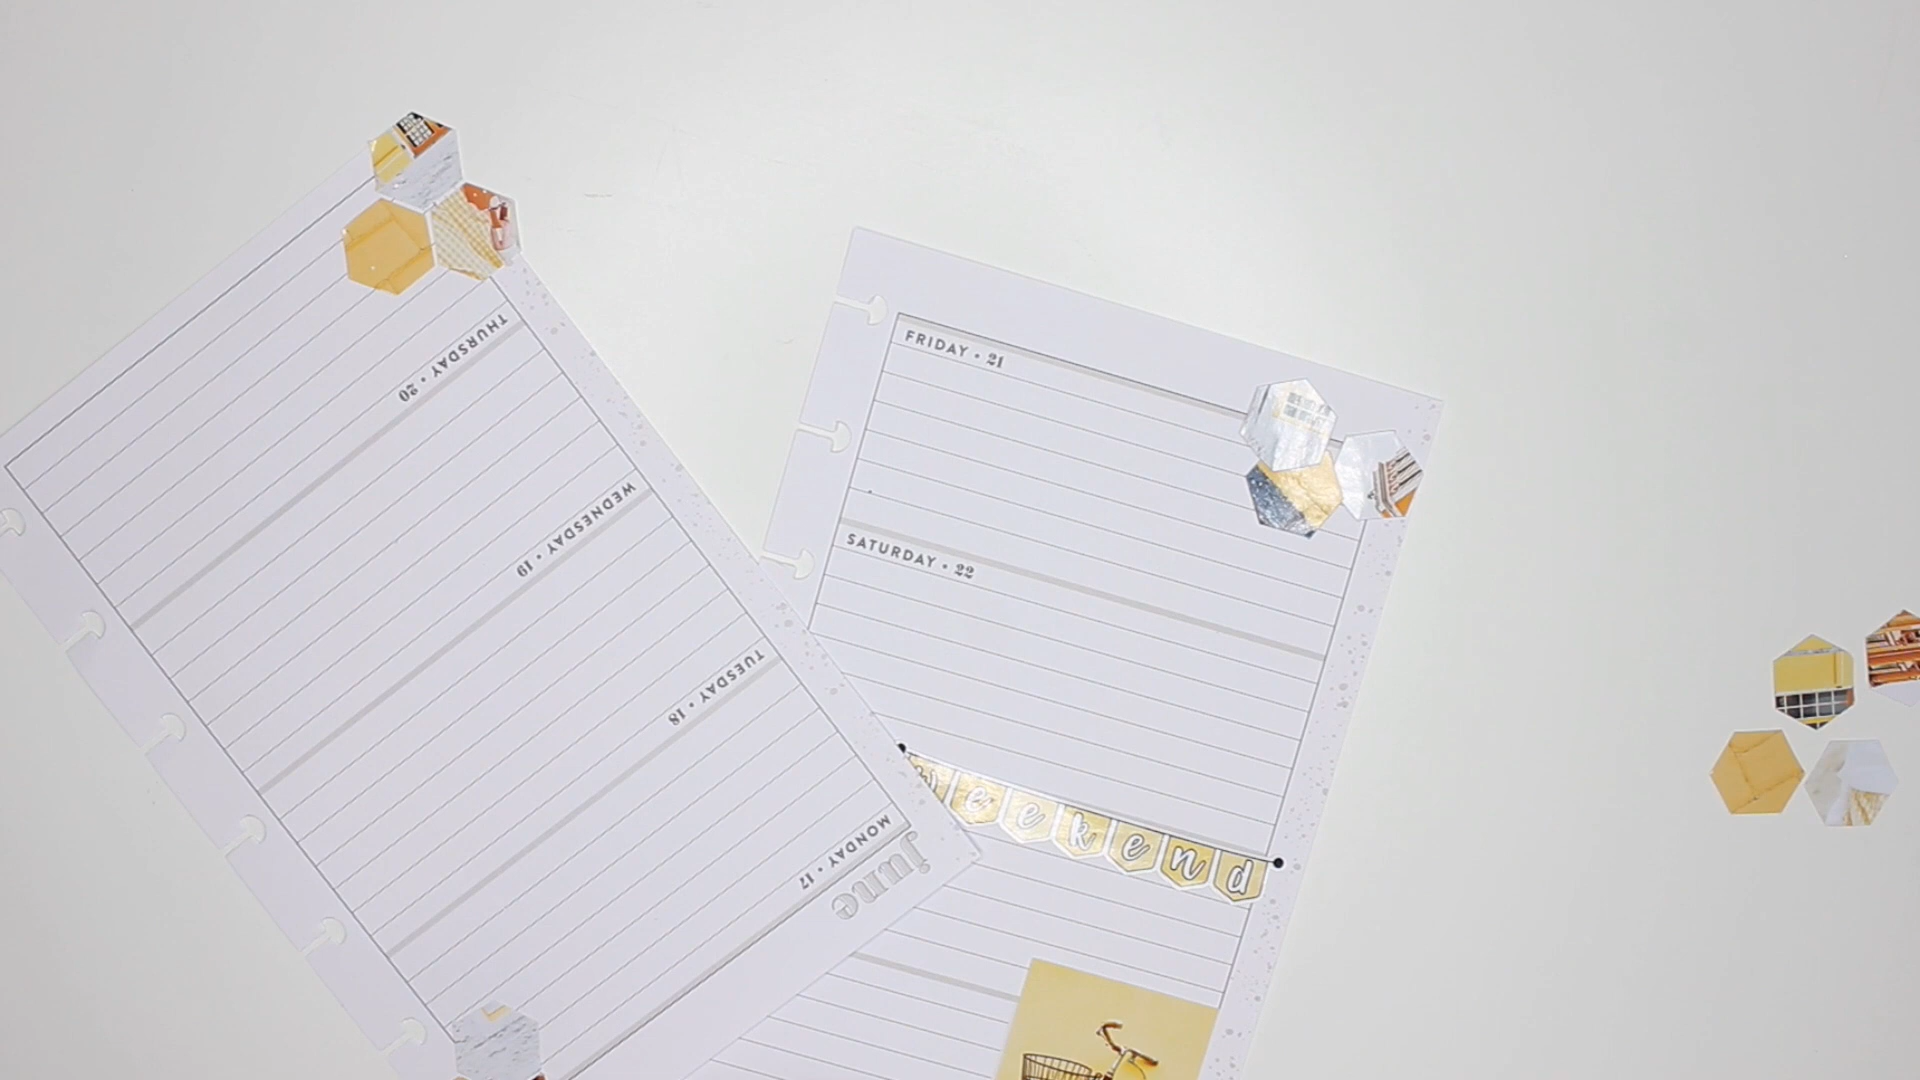 june
MONDAY • 17
TUESDAY • 18
WEDNESDAY • 19
THURSDAY • 20
FRIDAY • 21
SATURDAY • 22
weekend